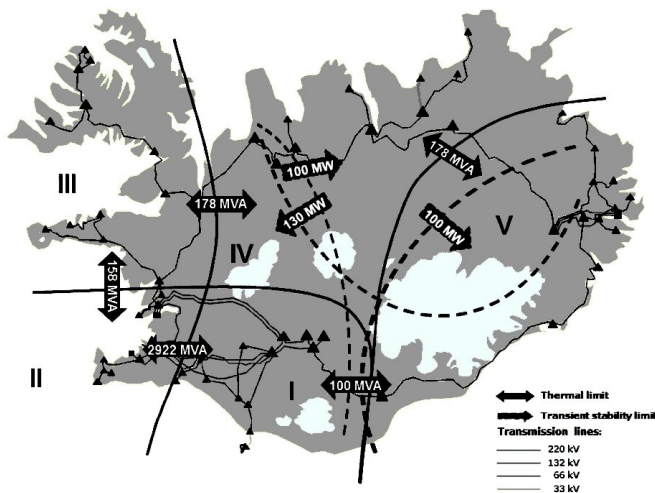 III
178 MVA
100 MW
130 MW
178 MVA
100 MW
V
IV
158 MVA
II
2922 MVA
I
100 MVA
Thermal limit
Transient stability limit
Transmission lines:
220 kV
132 kV
66 kV
33 kV